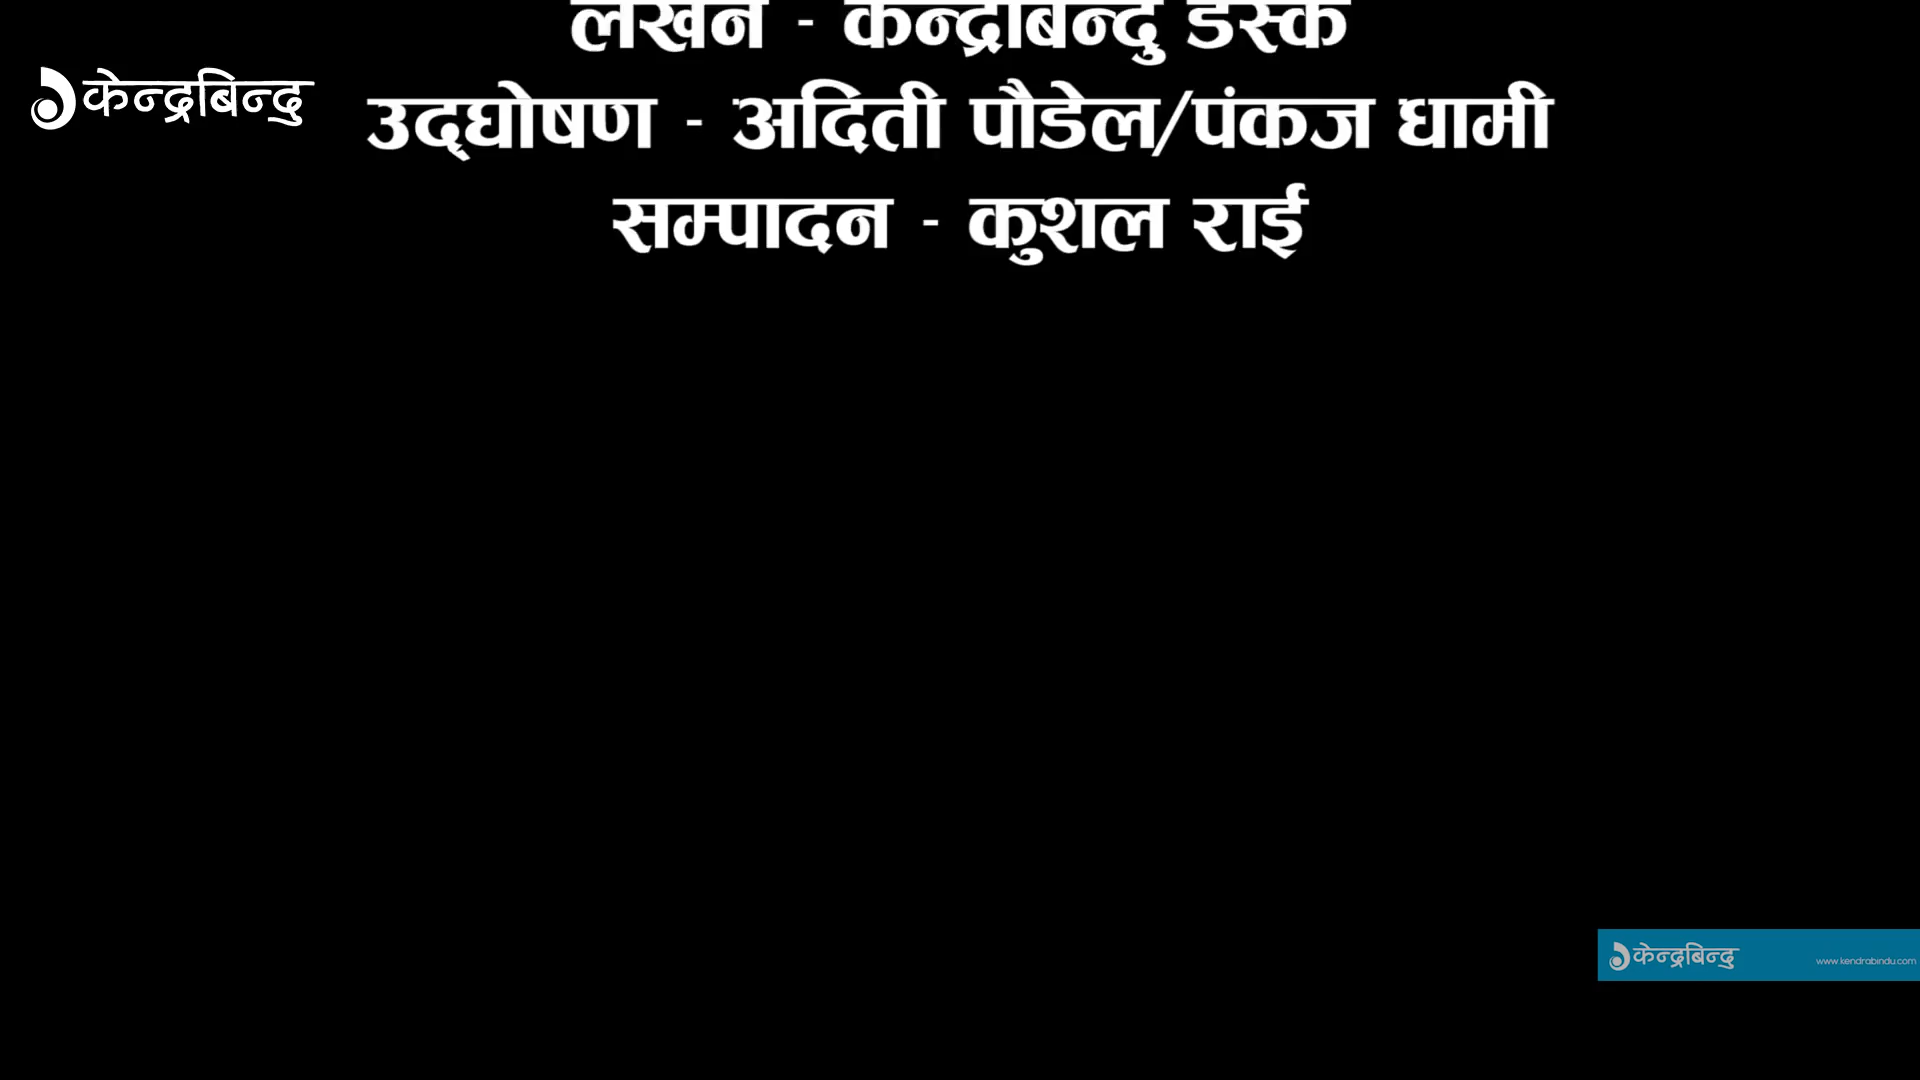 लेखन - केन्द्रबिन्दु डेस्क
केन्द्रबिन्दु
उद्घोषण - अदिती पौडेल/पंकज धामी
सम्पादन - कुशल राई
केन्द्रबिन्दु
www.kendrabindu.com